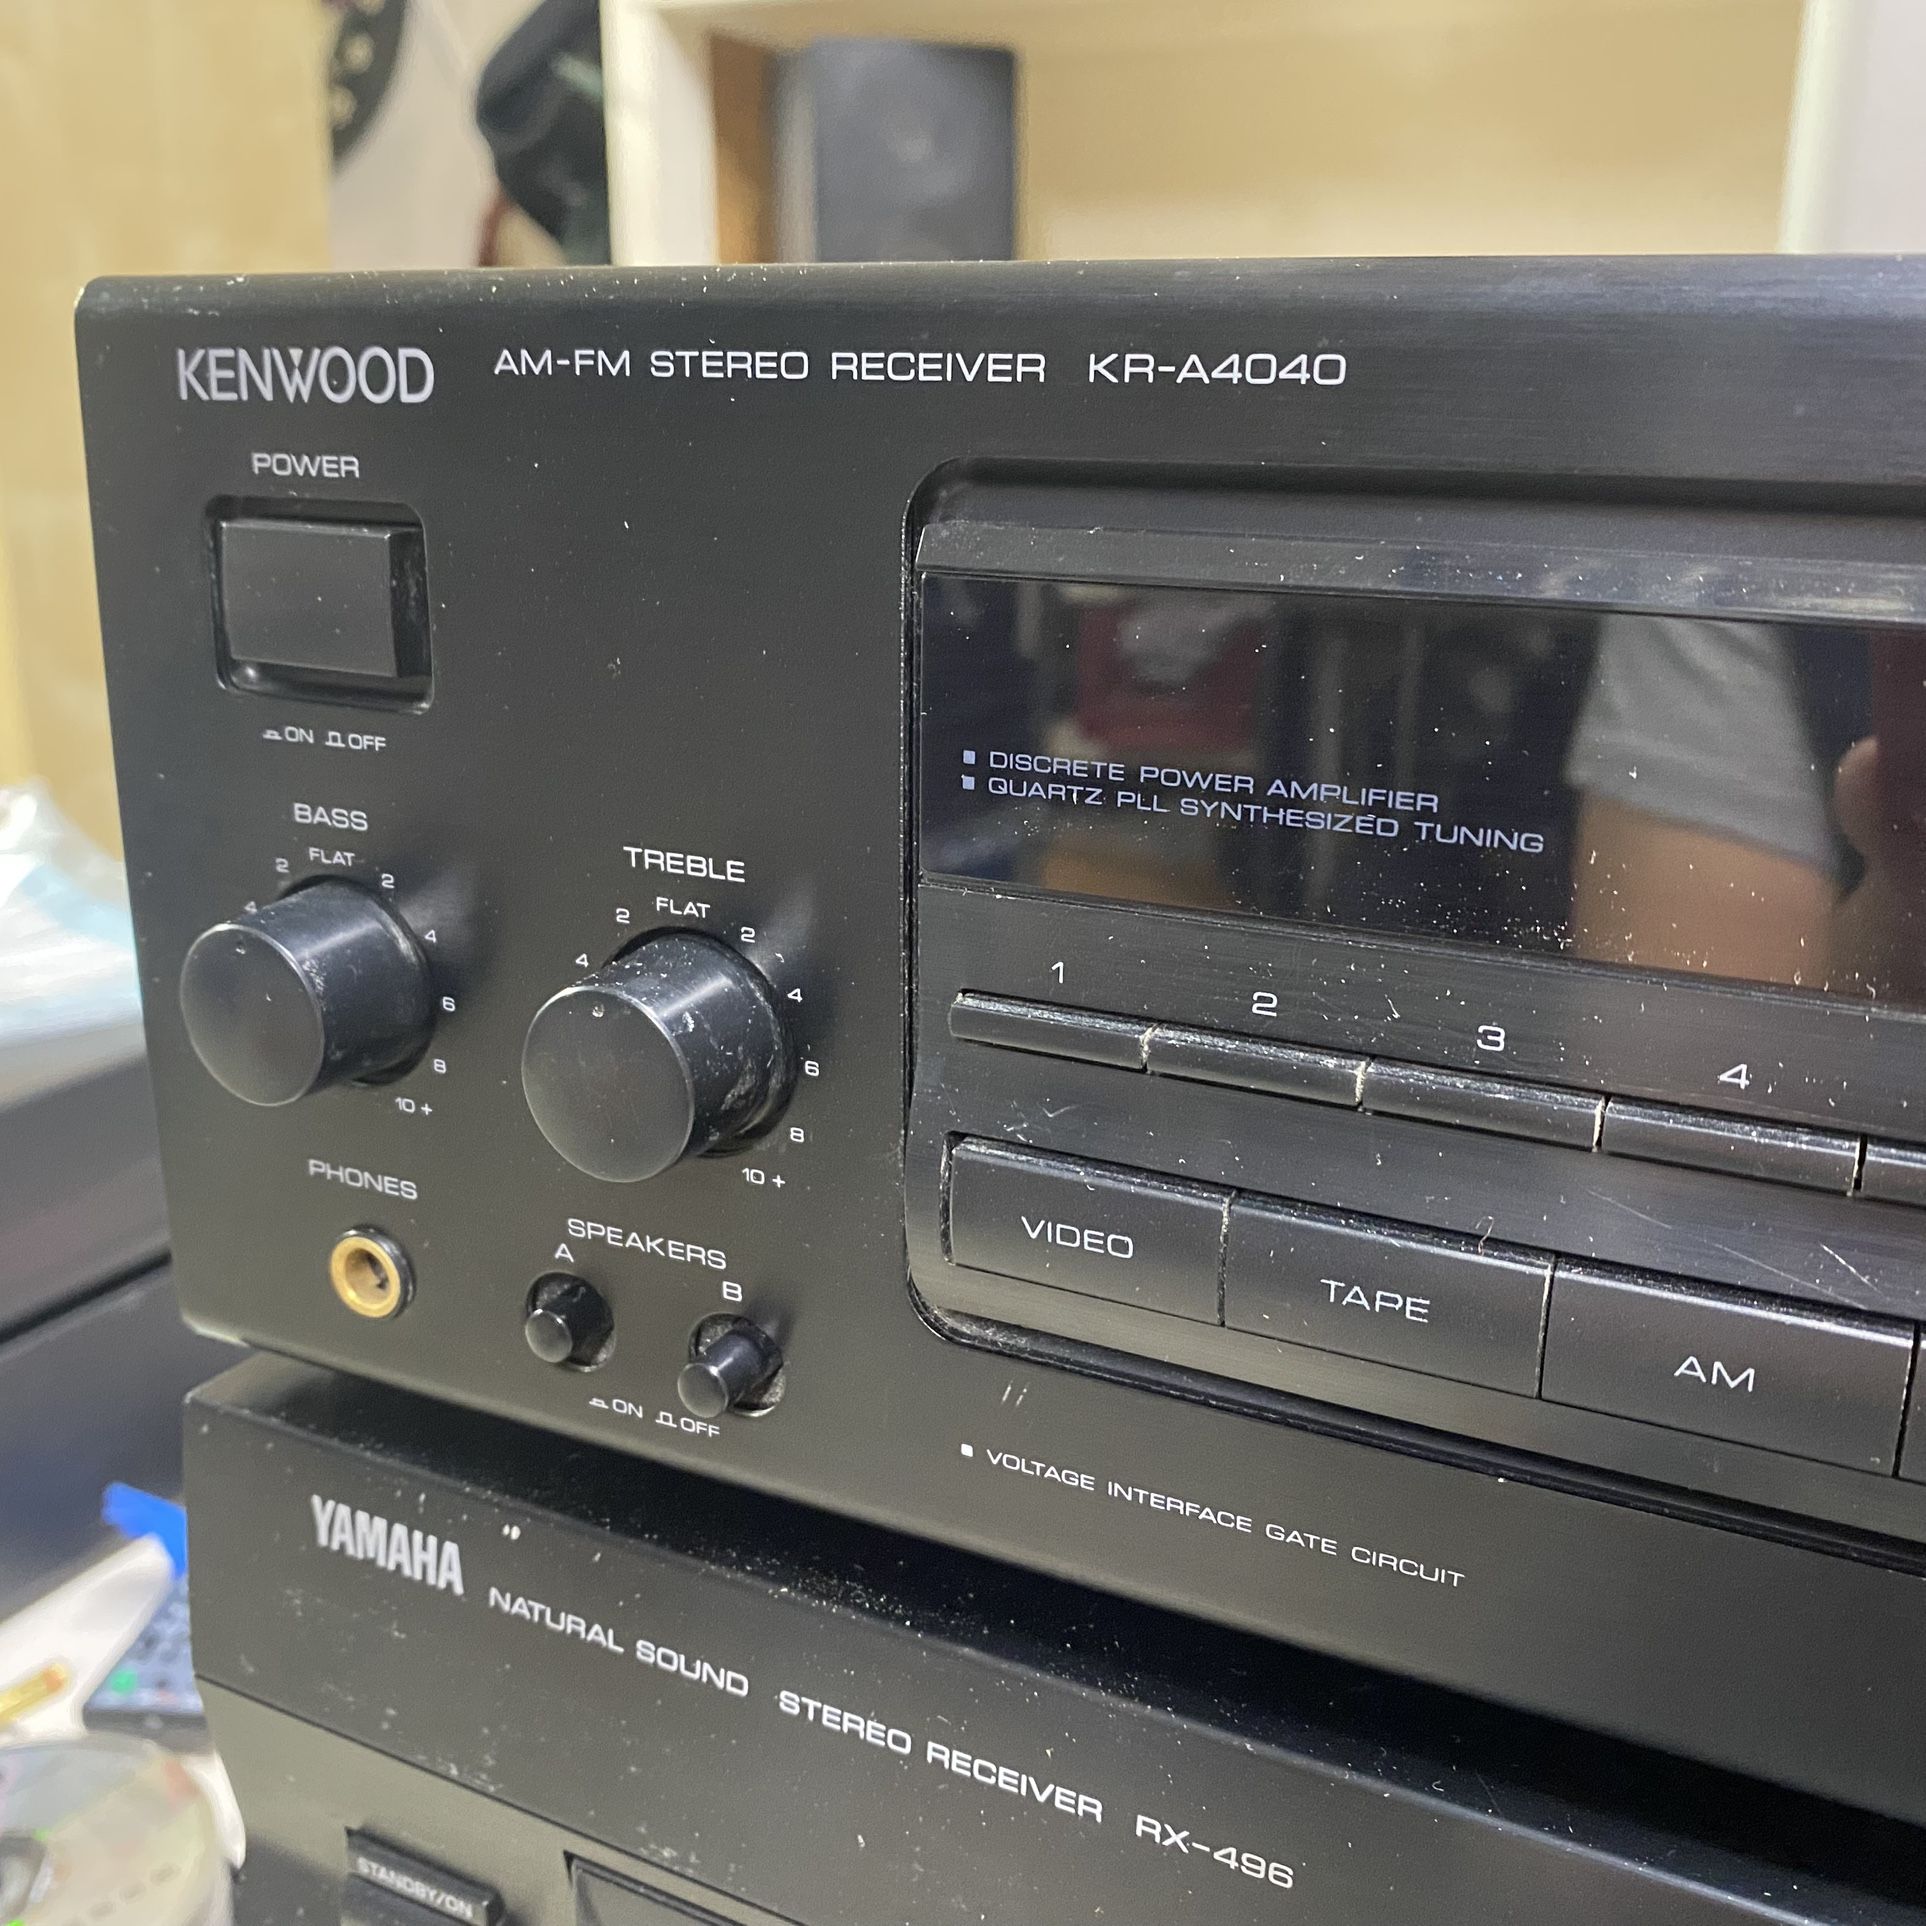 KENWOOD AM-FM STEREO RECEIVER KR-A4040
POWER
ON OFF
BASS
FLAT
2 2
4 4
6
8
10 +
TREBLE
FLAT
2 2
4 4
6
8
10 +
PHONES
SPEAKERS
A B
ON OFF
■ DISCRETE POWER AMPLIFIER
■ QUARTZ PLL SYNTHESIZED TUNING
1 2 3 4
VIDEO TAPE AM
■ VOLTAGE INTERFACE GATE CIRCUIT
YAMAHA NATURAL SOUND STEREO RECEIVER RX-496
STANDBY/ON